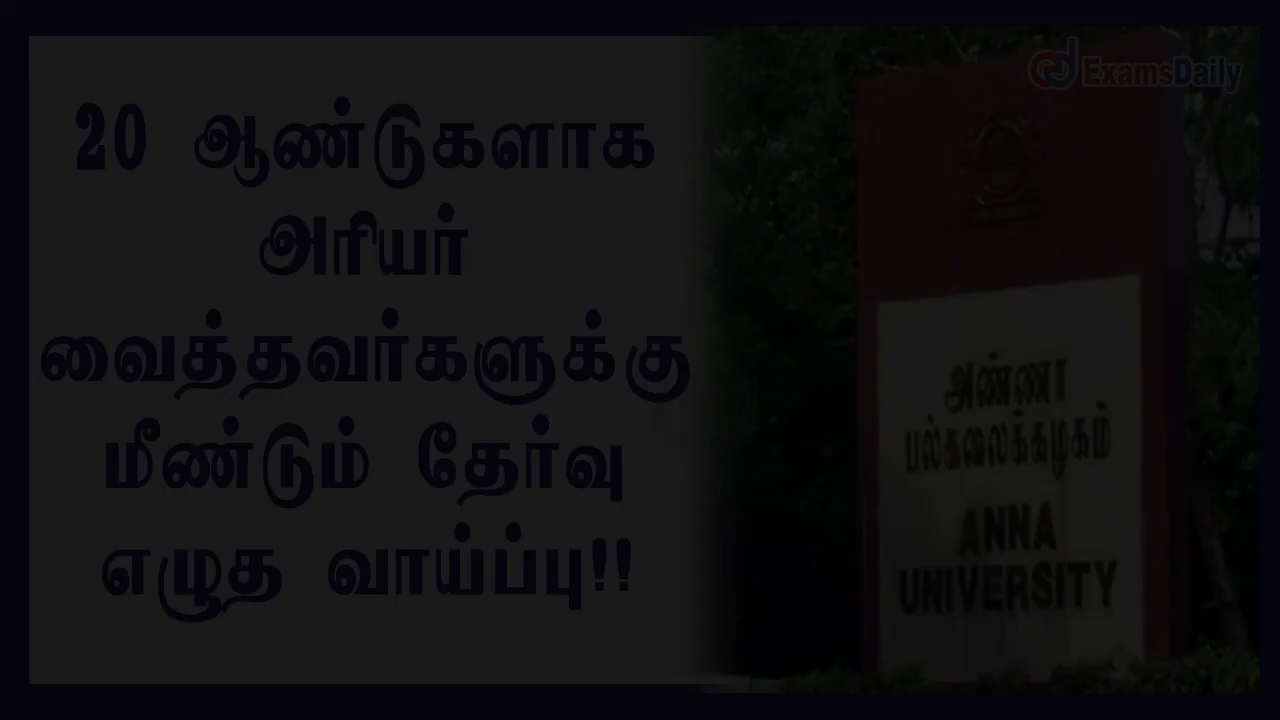 20 ஆண்டுகளாக
அரியர்
வைத்தவர்களுக்கு
மீண்டும் தேர்வு
எழுத வாய்ப்பு!!
ExamsDaily
அண்ணா
பல்கலைக்கழகம்
ANNA
UNIVERSITY